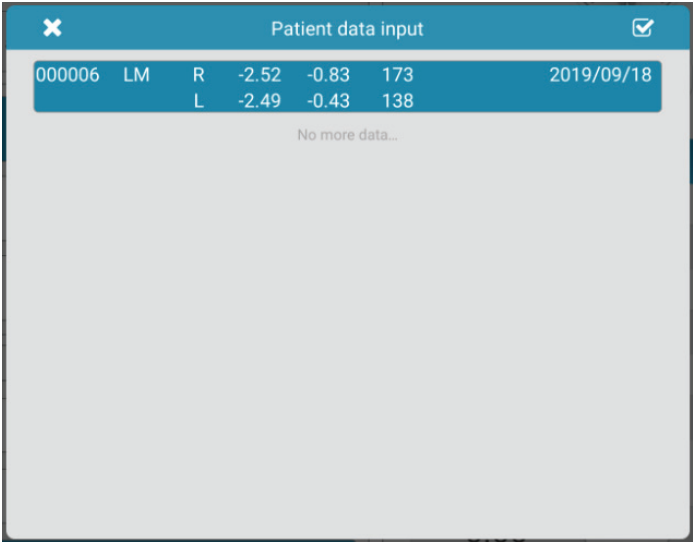 Patient data input
000006 LM R -2.52 -0.83 173 2019/09/18
L -2.49 -0.43 138
No more data...